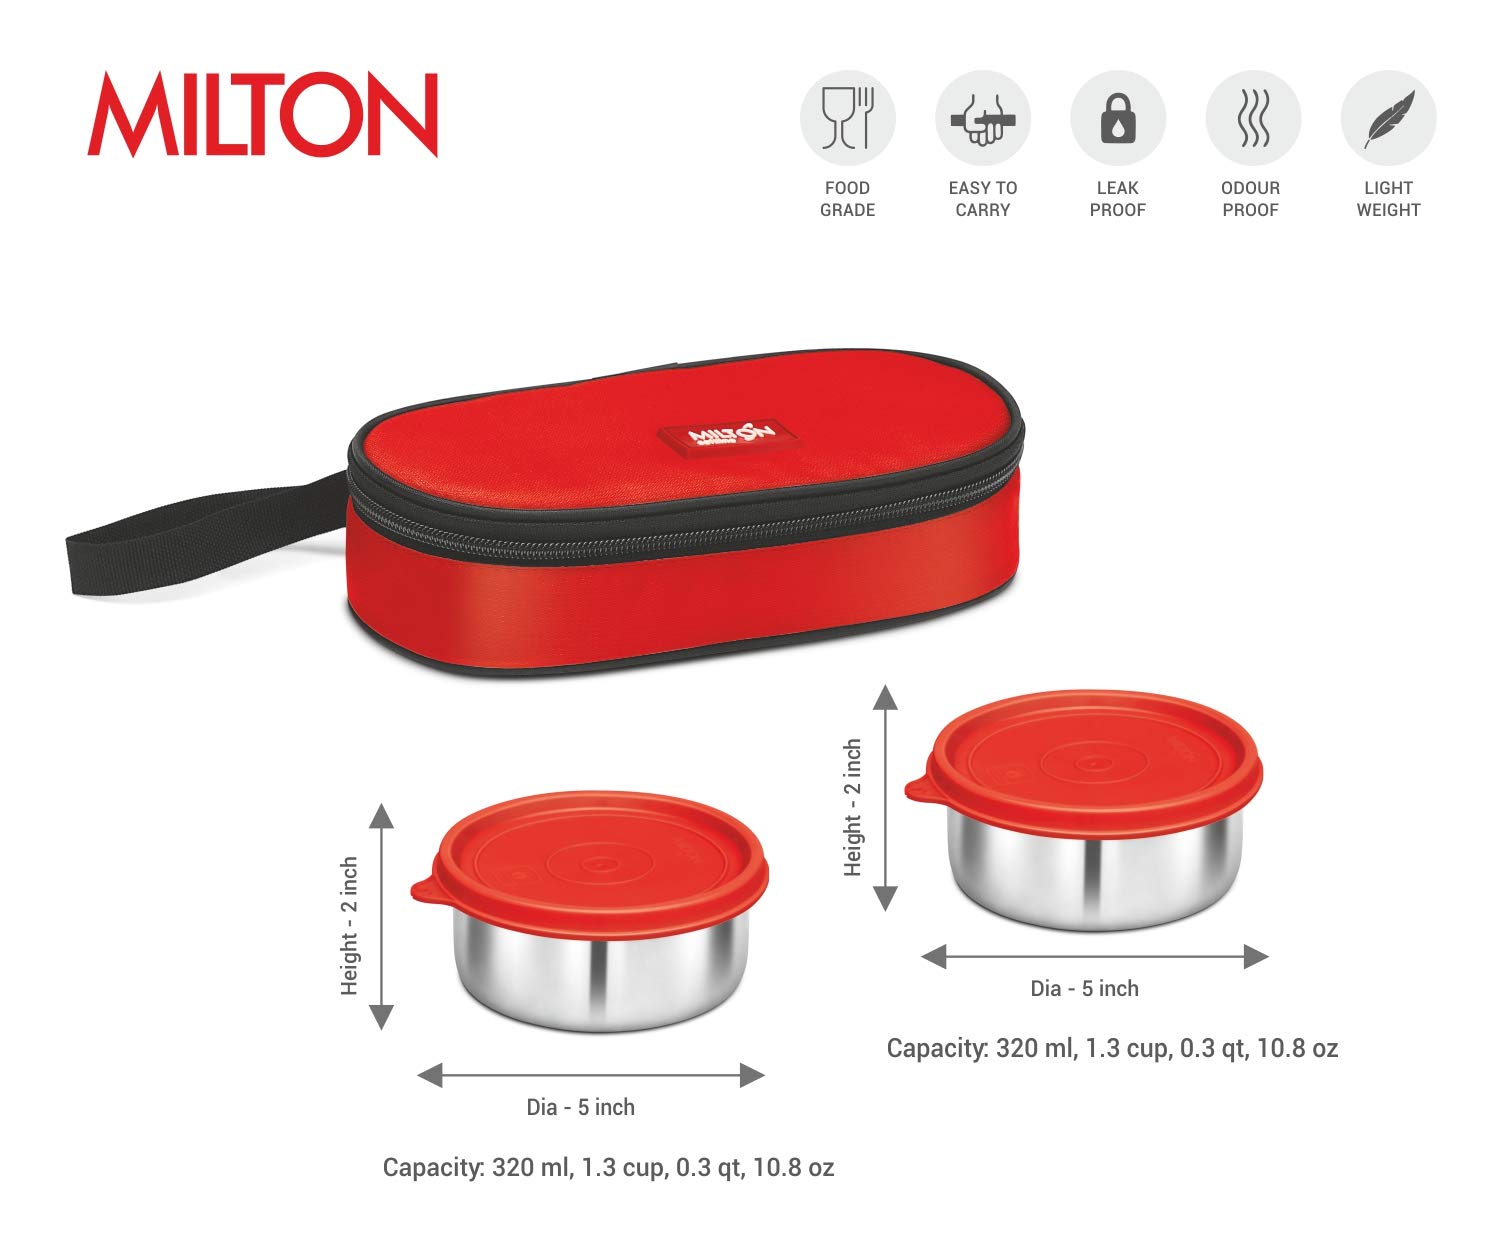 MILTON
FOOD
GRADE
EASY TO
CARRY
LEAK
PROOF
ODOUR
PROOF
LIGHT
WEIGHT
MILTON
Height - 2 inch
MILTON
Dia - 5 inch
Capacity: 320 ml, 1.3 cup, 0.3 qt, 10.8 oz
Height - 2 inch
MILTON
Dia - 5 inch
Capacity: 320 ml, 1.3 cup, 0.3 qt, 10.8 oz